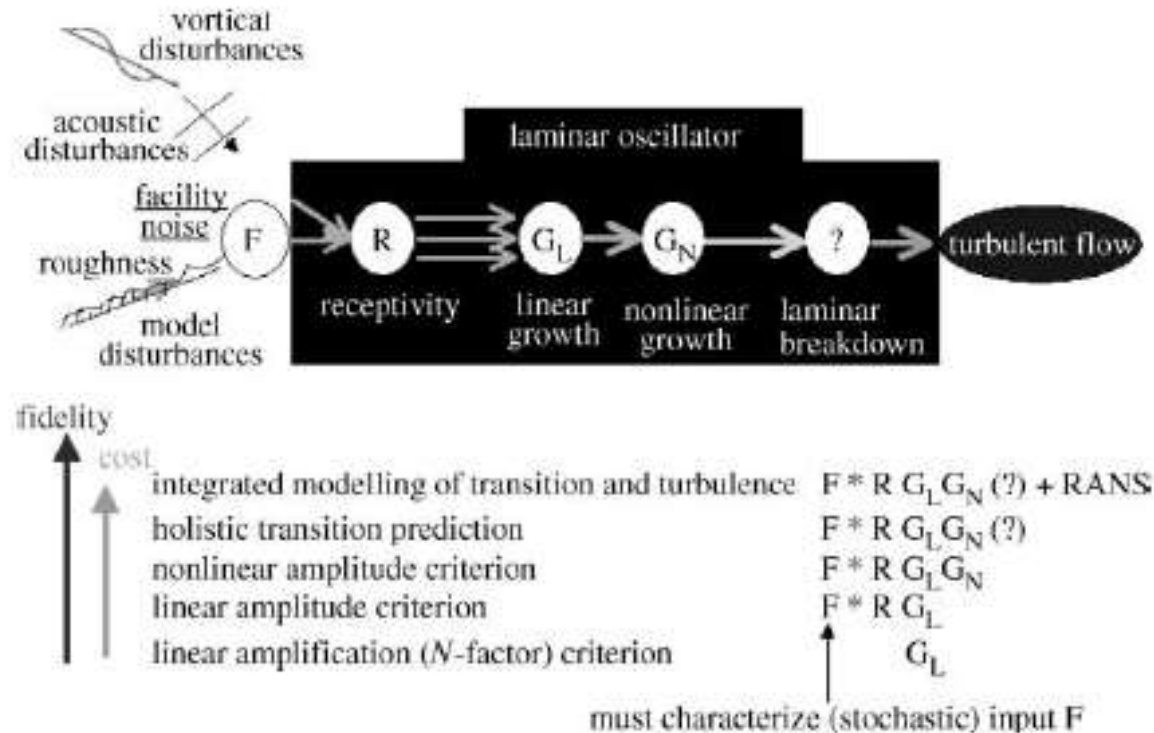 vortical
disturbances
acoustic
disturbances
laminar oscillator
facility
noise
F
R
G_L
G_N
?
turbulent flow
roughness
receptivity
linear
growth
nonlinear
growth
laminar
breakdown
model
disturbances
fidelity
cost
integrated modelling of transition and turbulence F * R G_L G_N (?) + RANS
holistic transition prediction F * R G_L G_N (?)
nonlinear amplitude criterion F * R G_L G_N
linear amplitude criterion F * R G_L
linear amplification (N-factor) criterion G_L
must characterize (stochastic) input F